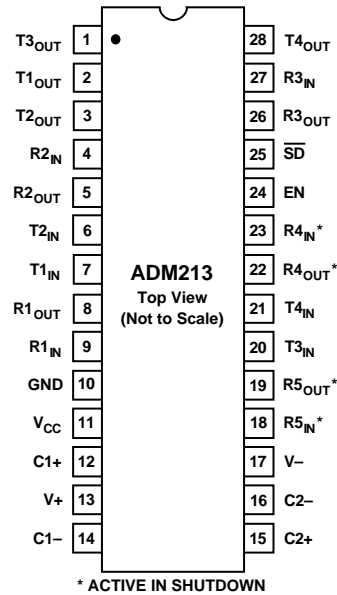 T3OUT 1 28 T4OUT
T1OUT 2 27 R3IN
T2OUT 3 26 R3OUT
R2IN 4 25 S̅D̅
R2OUT 5 24 EN
T2IN 6 23 R4IN*
T1IN 7 22 R4OUT*
R1OUT 8 21 T4IN
R1IN 9 20 T3IN
GND 10 19 R5OUT*
VCC 11 18 R5IN*
C1+ 12 17 V–
V+ 13 16 C2–
C1– 14 15 C2+
ADM213
Top View
(Not to Scale)
* ACTIVE IN SHUTDOWN